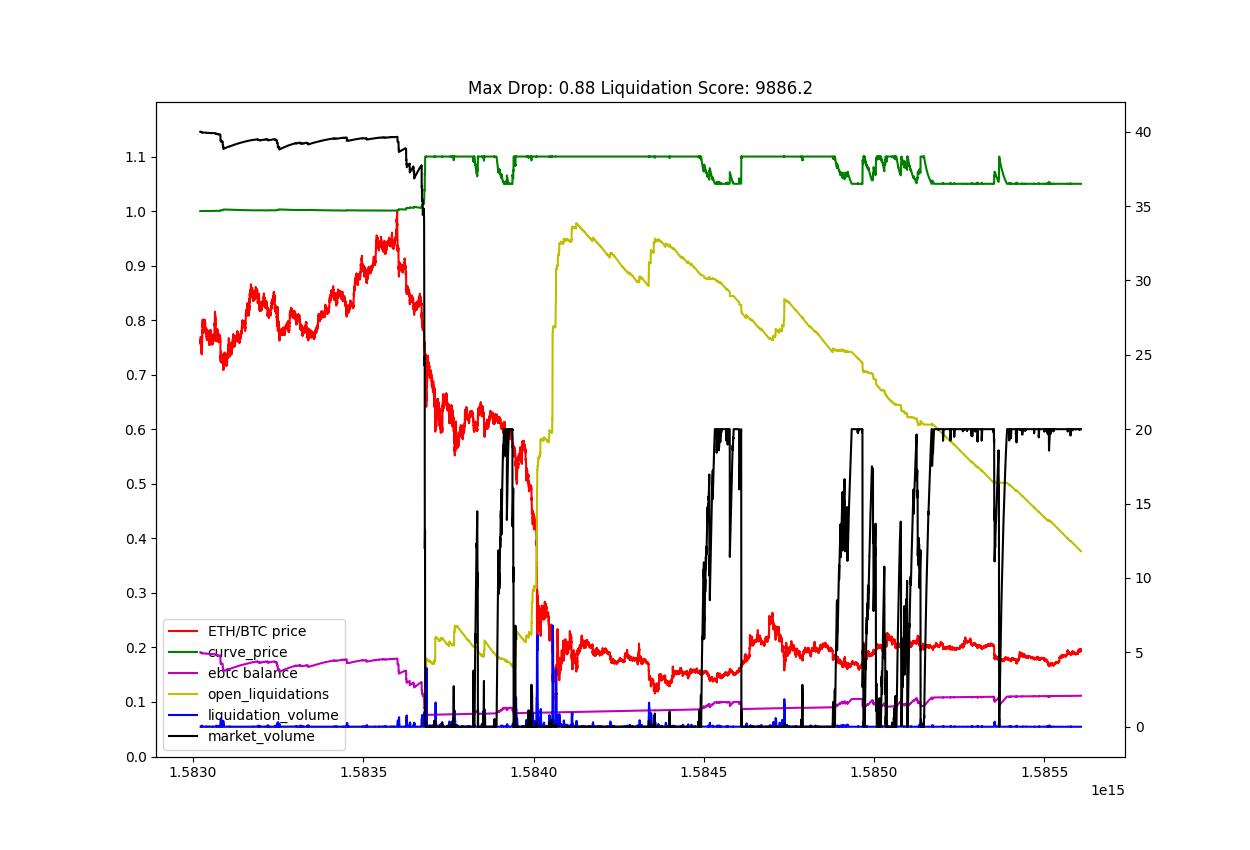 Max Drop: 0.88 Liquidation Score: 9886.2
1.1
1.0
0.9
0.8
0.7
0.6
0.5
0.4
0.3
0.2
0.1
0.0
40
35
30
25
20
15
10
5
0
ETH/BTC price
curve_price
ebtc balance
open_liquidations
liquidation_volume
market_volume
1.5830 1.5835 1.5840 1.5845 1.5850 1.5855
1e15